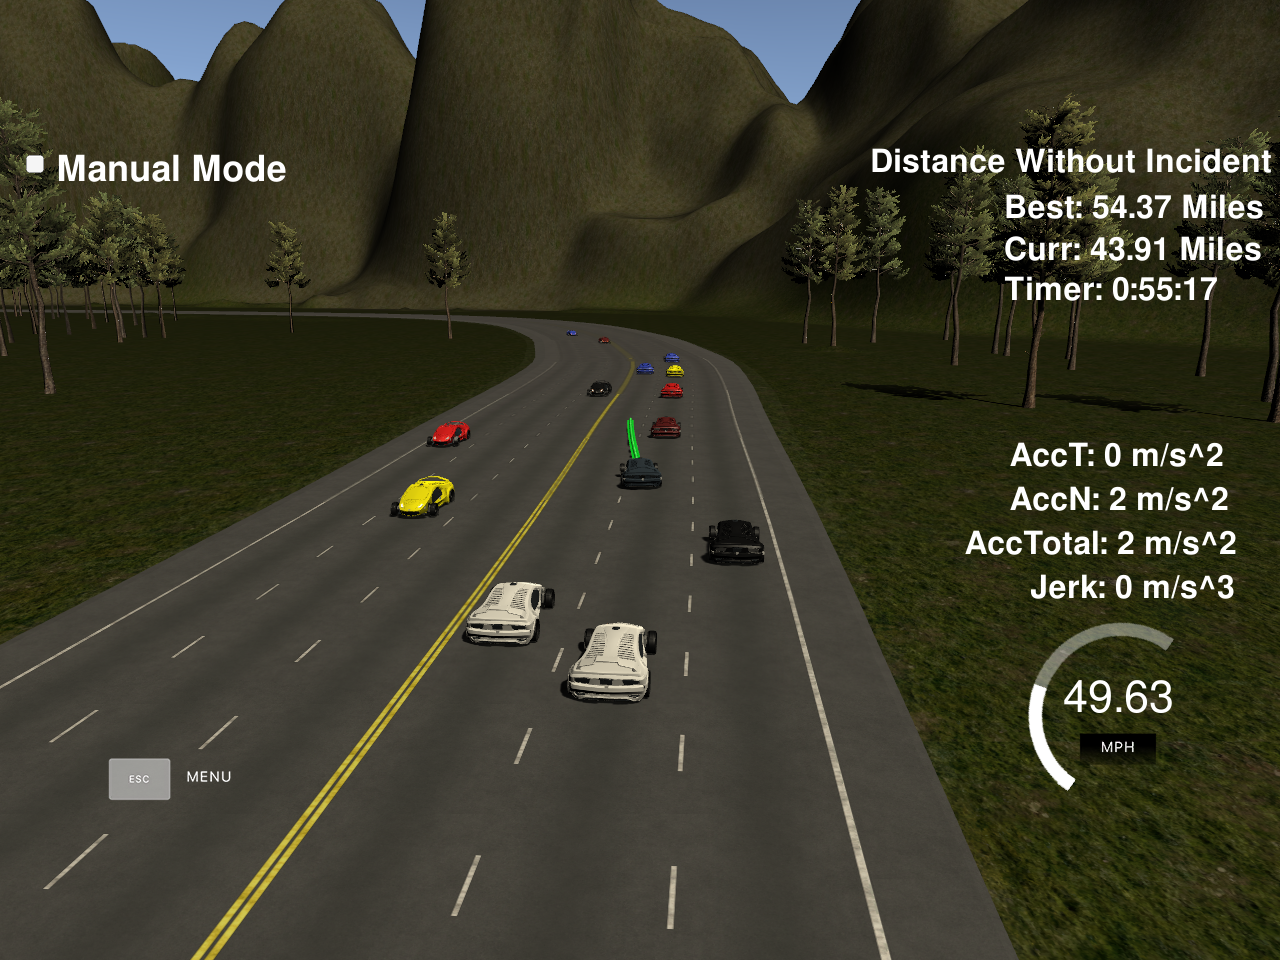 Manual Mode
Distance Without Incident
Best: 54.37 Miles
Curr: 43.91 Miles
Timer: 0:55:17
AccT: 0 m/s^2
AccN: 2 m/s^2
AccTotal: 2 m/s^2
Jerk: 0 m/s^3
49.63
MPH
ESC MENU